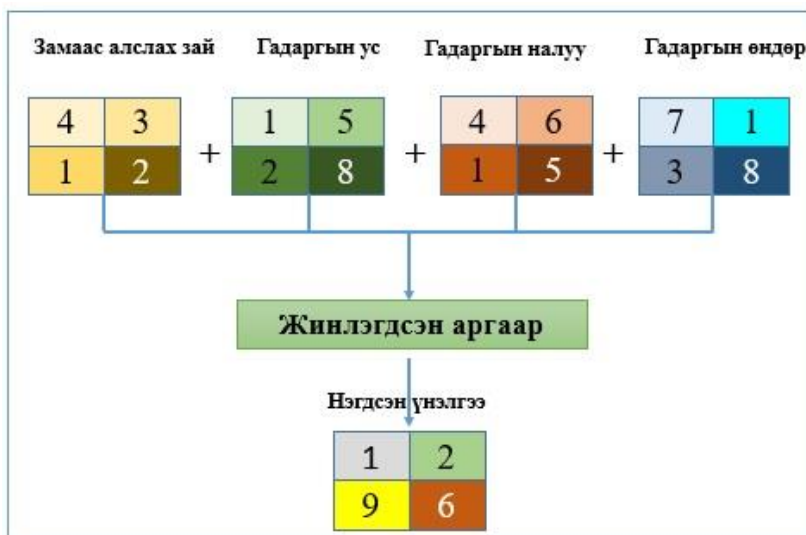 Замаас алслах зай Гадаргын ус Гадаргын налуу Гадаргын өндөр
4 3 1 5 4 6 7 1
+ + +
1 2 2 8 1 5 3 8
Жинлэгдсэн аргаар
Нэгдсэн үнэлгээ
1 2
9 6